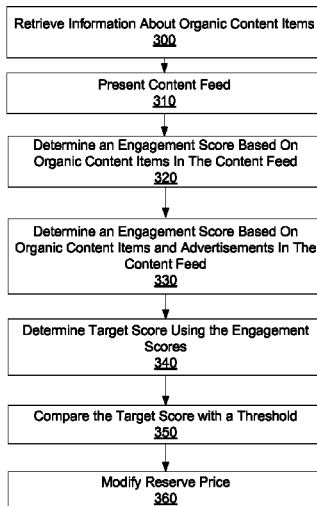 Retrieve Information About Organic Content Items
300
Present Content Feed
310
Determine an Engagement Score Based On
Organic Content Items In The Content Feed
320
Determine an Engagement Score Based On
Organic Content Items and Advertisements In The
Content Feed
330
Determine Target Score Using the Engagement
Scores
340
Compare the Target Score with a Threshold
350
Modify Reserve Price
360